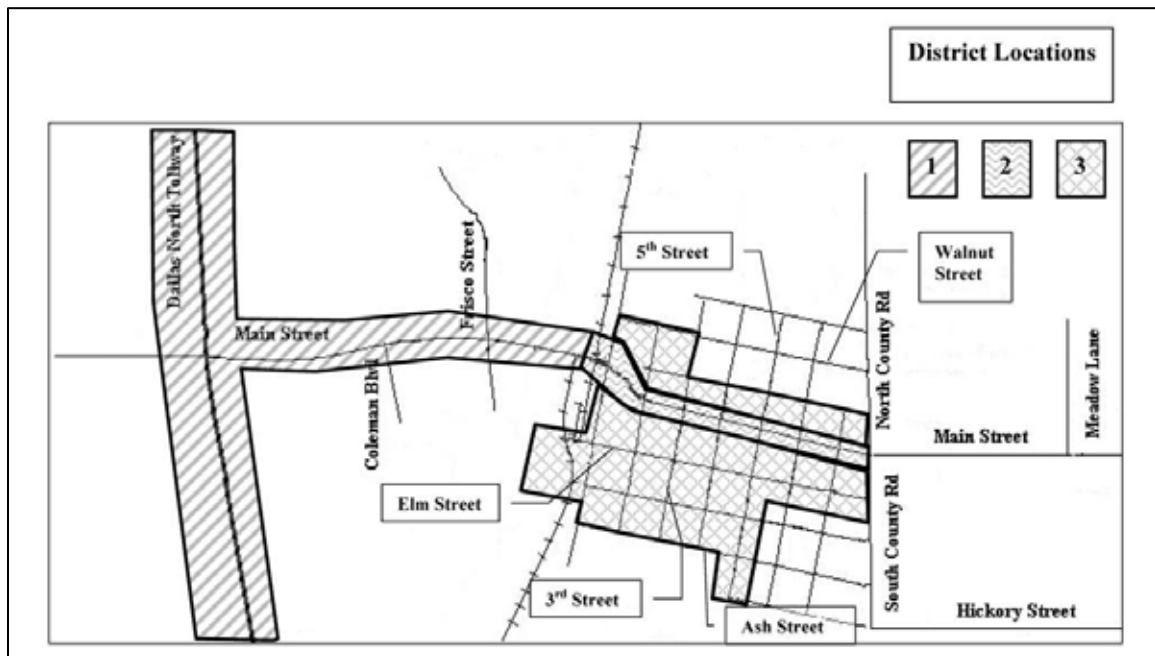 District Locations
1 2 3
Dallas North Tollway
Main Street
Coleman Blvd
Frisco Street
5th Street
Walnut
Street
North County Rd
Meadow Lane
Main Street
Elm Street
South County Rd
3rd Street
Ash Street
Hickory Street